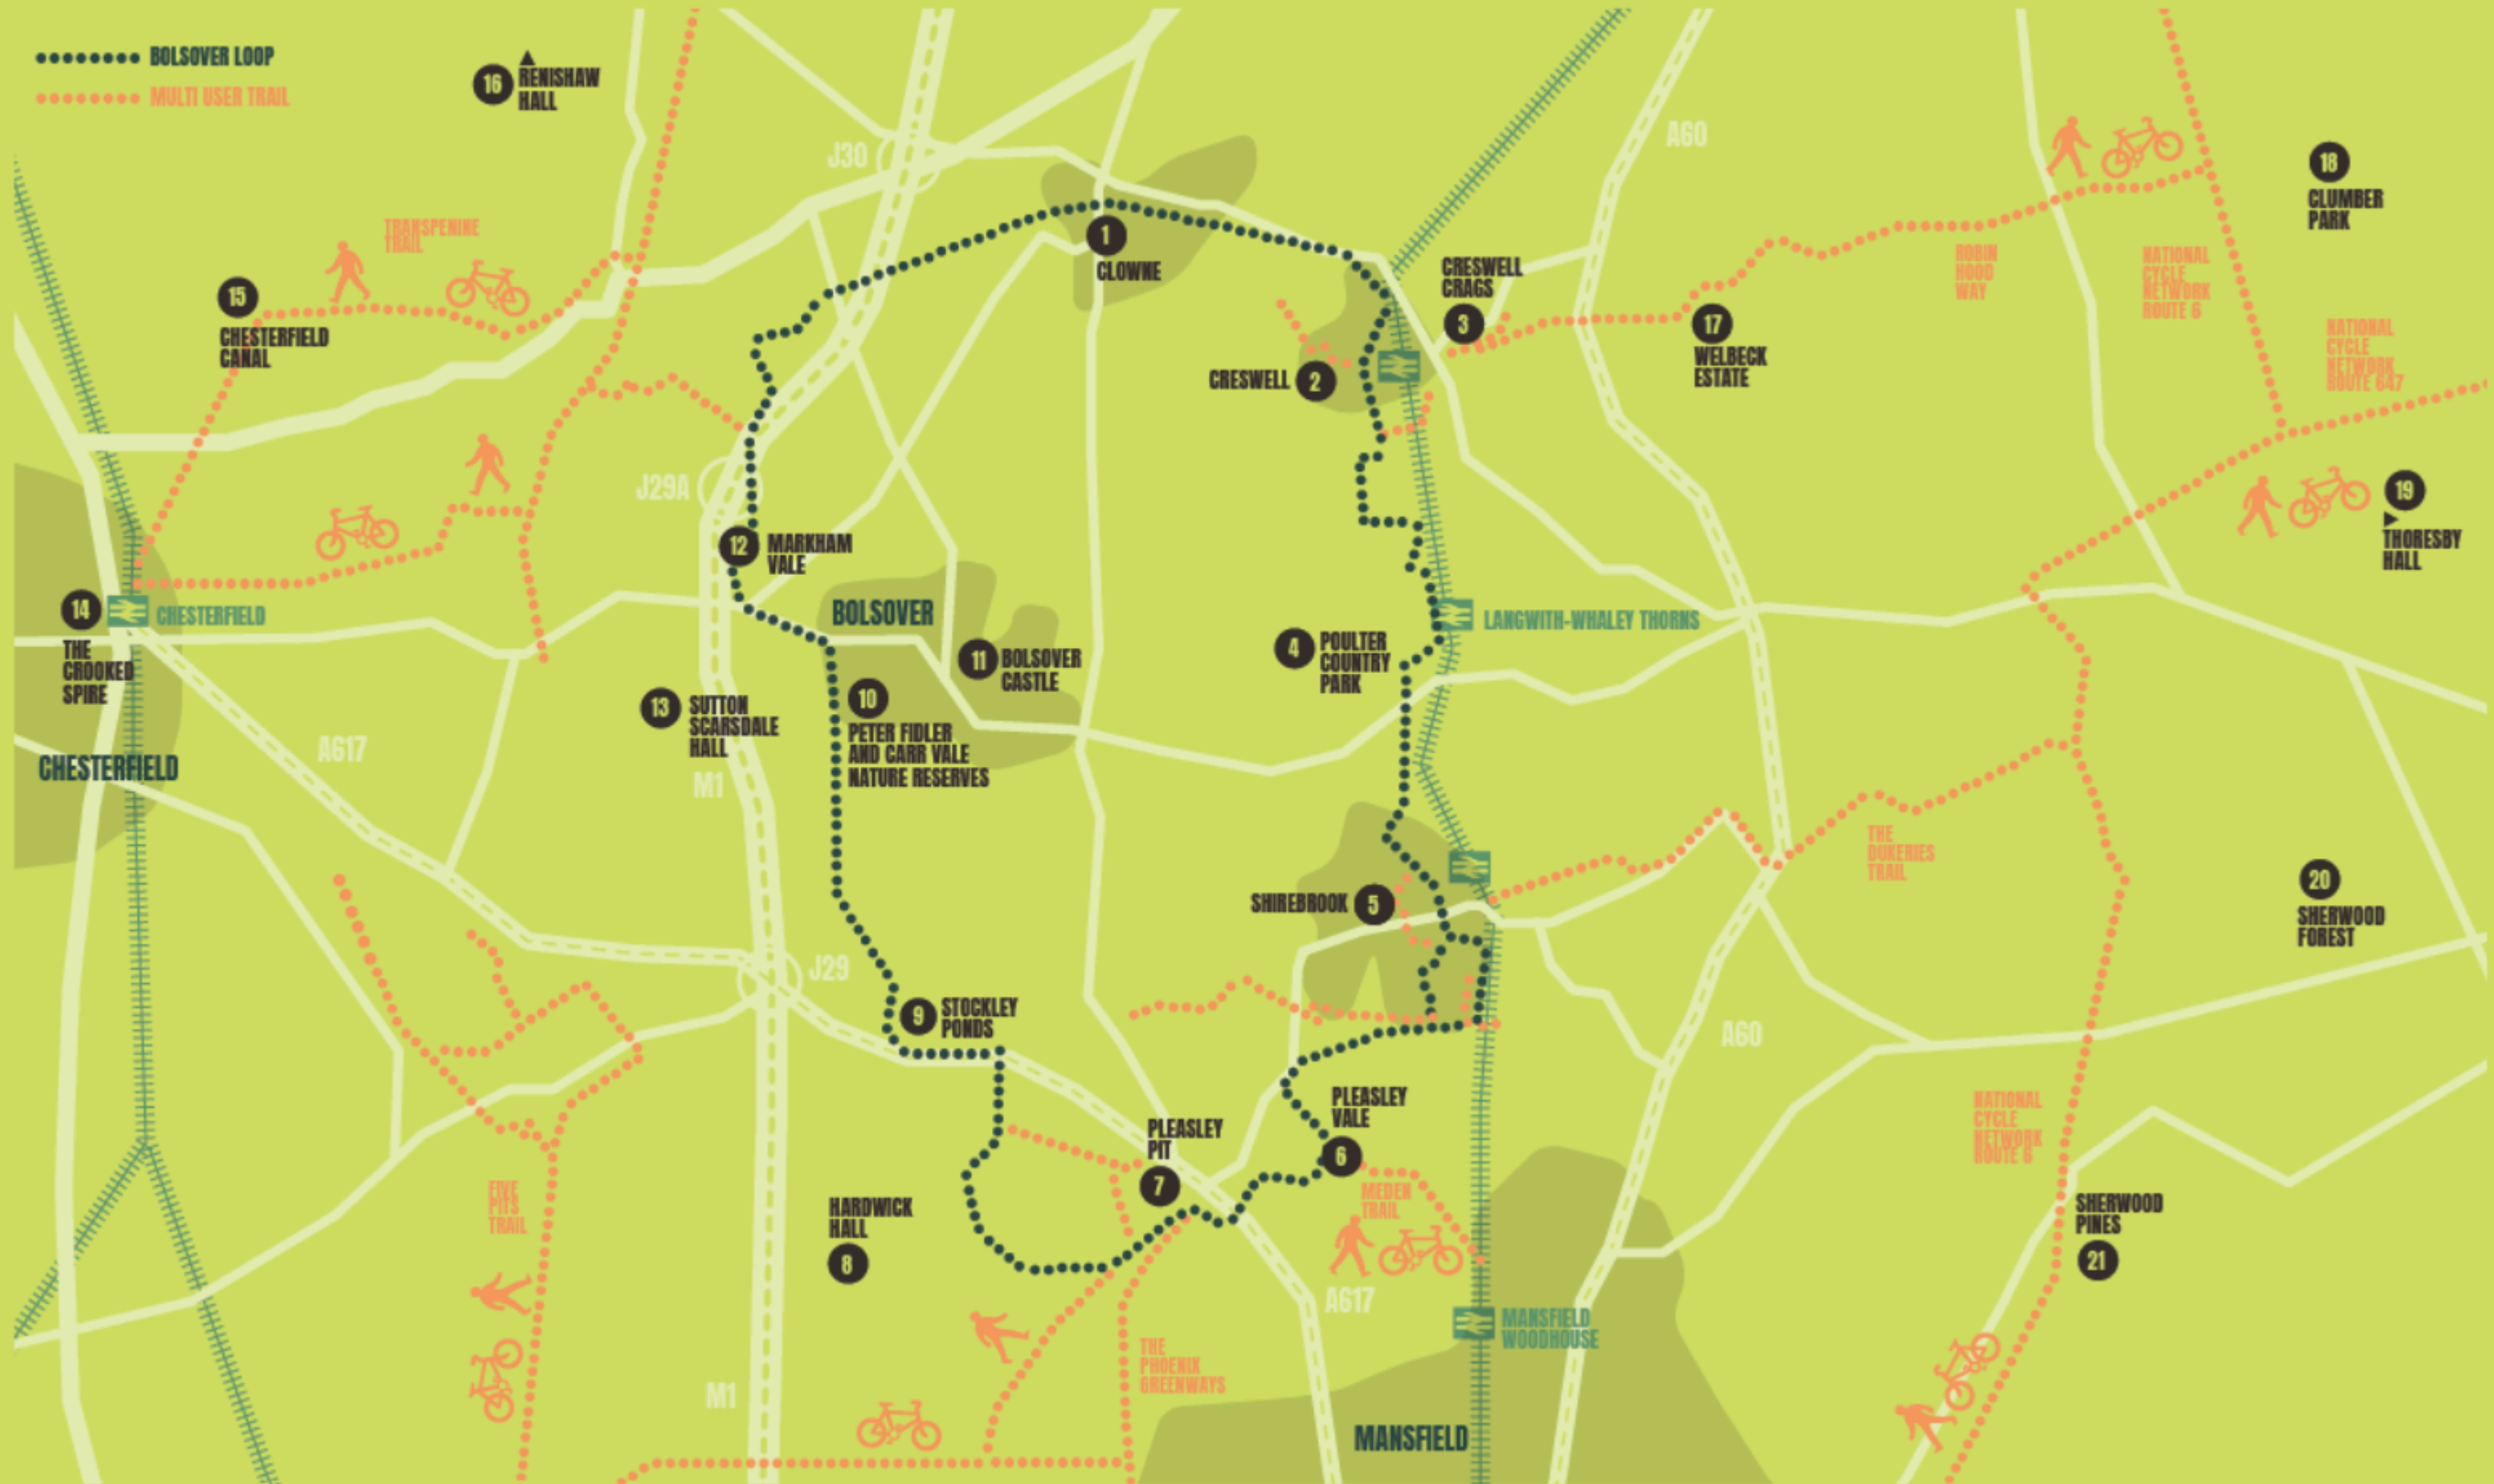 BOLSOVER LOOP
MULTI USER TRAIL
16
RENISHAW
HALL
J30
A60
18
CLUMBER
PARK
TRANSPENINE
TRAIL
1
CLOWNE
15
CHESTERFIELD
CANAL
CRESWELL
CRAGS
3
CRESWELL
2
17
WELBECK
ESTATE
ROBIN
HOOD
WAY
NATIONAL
CYCLE
NETWORK
ROUTE 6
NATIONAL
CYCLE
NETWORK
ROUTE 647
J29A
12
MARKHAM
VALE
19
THORESBY
HALL
14
CHESTERFIELD
THE
CROOKED
SPIRE
CHESTERFIELD
BOLSOVER
11
BOLSOVER
CASTLE
10
PETER FIDLER
AND CARR VALE
NATURE RESERVES
13
SUTTON
SCARSDALE
HALL
M1
A617
4
POULTER
COUNTRY
PARK
LANGWITH-WHALEY THORNS
SHIREBROOK
5
THE
DUKERIES
TRAIL
20
SHERWOOD
FOREST
J29
9
STOCKLEY
PONDS
A60
PLEASLEY
VALE
6
PLEASLEY
PIT
7
HARDWICK
HALL
8
FIVE
PITS
TRAIL
MEDEN
TRAIL
A617
NATIONAL
CYCLE
NETWORK
ROUTE 6
SHERWOOD
PINES
21
MANSFIELD
WOODHOUSE
THE
PHOENIX
GREENWAYS
M1
MANSFIELD